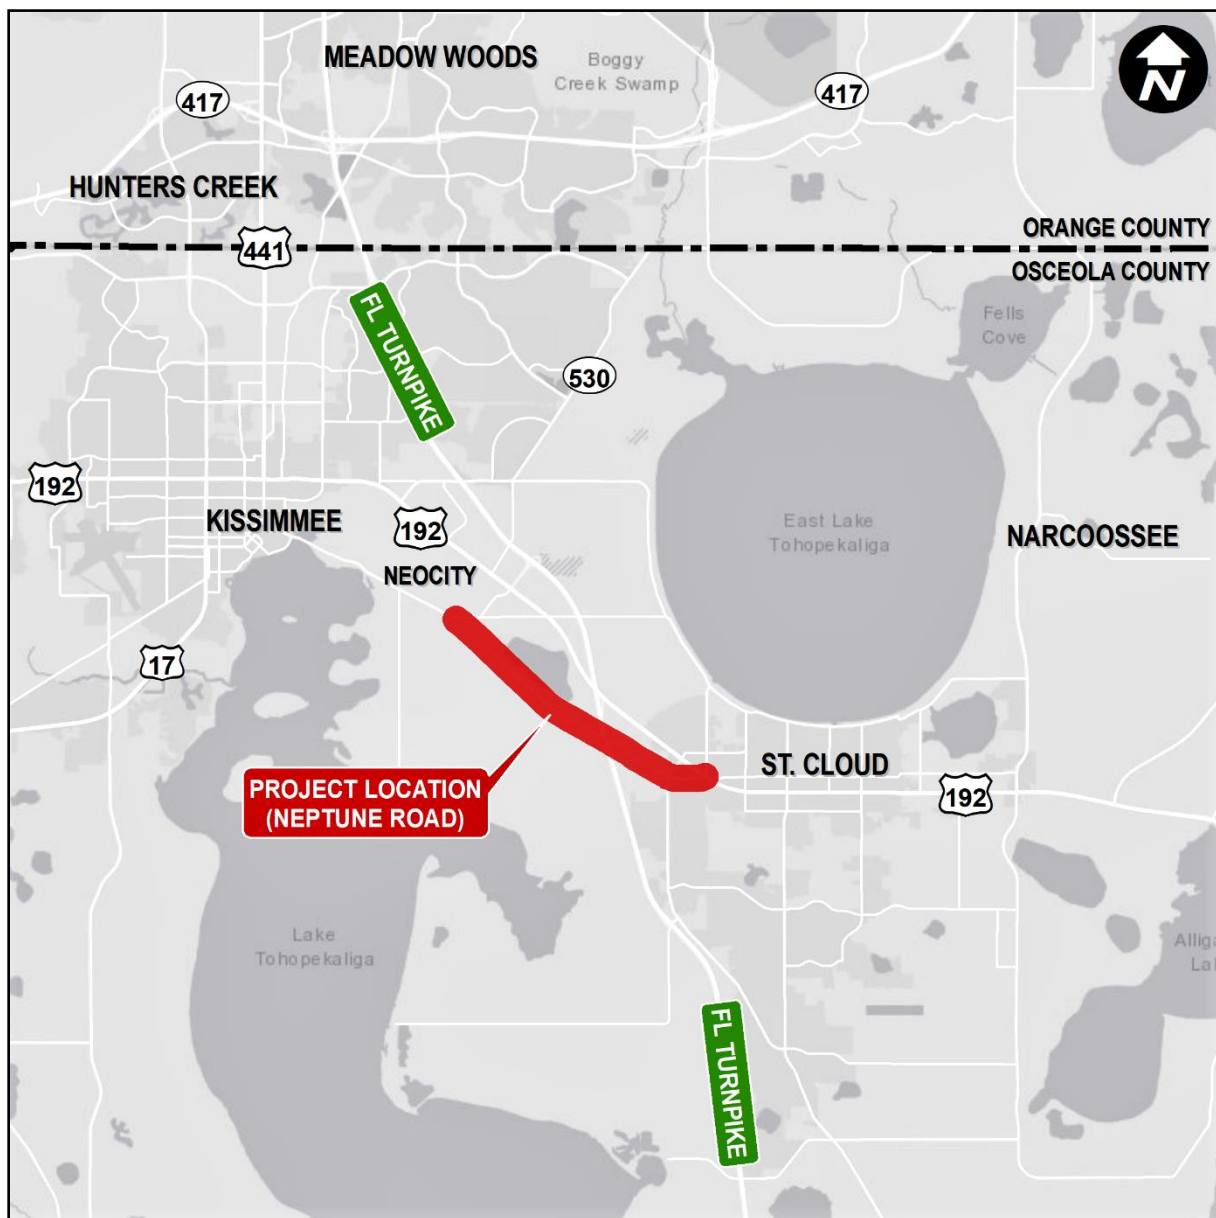 MEADOW WOODS
Boggy
Creek Swamp
417
417
N
HUNTERS CREEK
441
ORANGE COUNTY
OSCEOLA COUNTY
FL TURNPIKE
Fells
Cove
530
192
KISSIMMEE
192
East Lake
Tohopekaliga
NARCOOSSEE
NEOCITY
17
PROJECT LOCATION
(NEPTUNE ROAD)
ST. CLOUD
192
Lake
Tohopekaliga
FL TURNPIKE